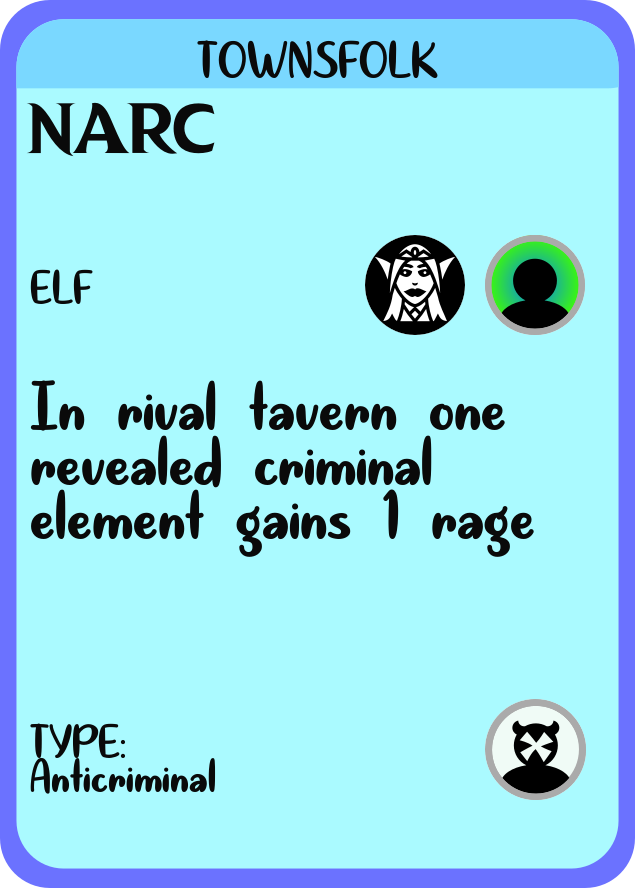 TOWNSFOLK
NARC
ELF
In rival tavern one
revealed criminal
element gains 1 rage
TYPE:
Anticriminal